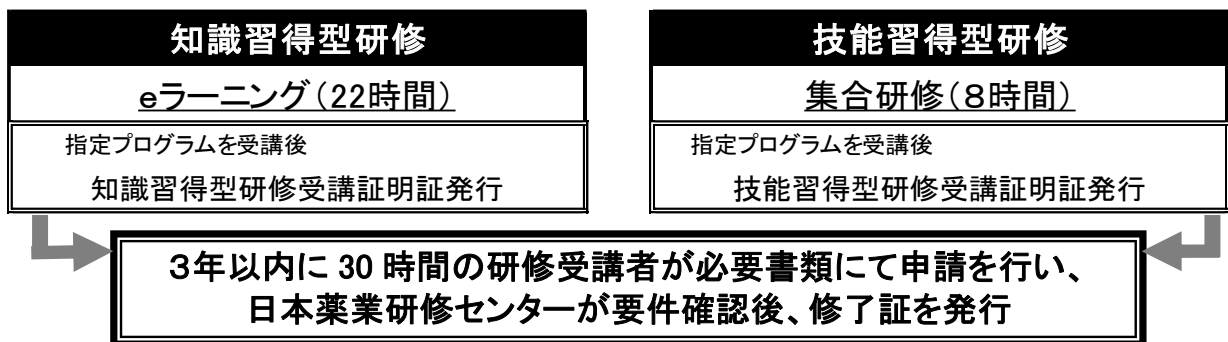 知識習得型研修
eラーニング（22時間）
指定プログラムを受講後
知識習得型研修受講証明証発行
技能習得型研修
集合研修（８時間）
指定プログラムを受講後
技能習得型研修受講証明証発行
３年以内に 30 時間の研修受講者が必要書類にて申請を行い、
日本薬業研修センターが要件確認後、修了証を発行